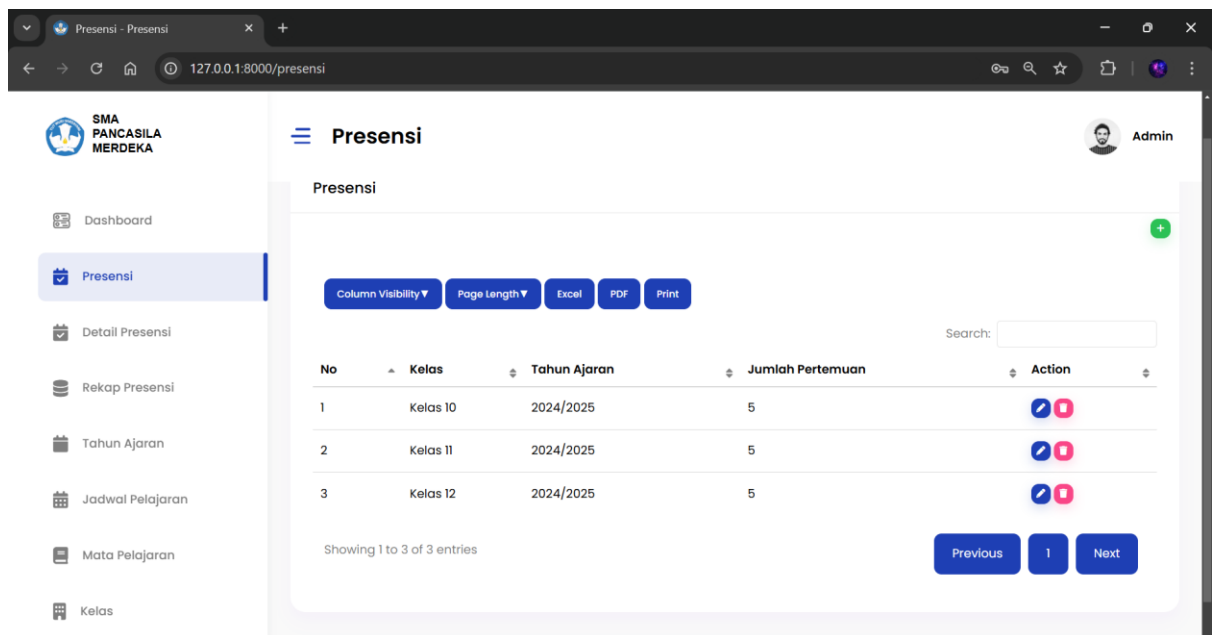 Presensi - Presensi
127.0.0.1:8000/presensi
SMA
PANCASILA
MERDEKA
Presensi
Admin
Dashboard
Presensi
Detail Presensi
Rekap Presensi
Tahun Ajaran
Jadwal Pelajaran
Mata Pelajaran
Kelas
Presensi
Column Visibility▼ Page Length▼ Excel PDF Print
Search:
No Kelas Tahun Ajaran Jumlah Pertemuan Action
1 Kelas 10 2024/2025 5
2 Kelas 11 2024/2025 5
3 Kelas 12 2024/2025 5
Showing 1 to 3 of 3 entries
Previous 1 Next